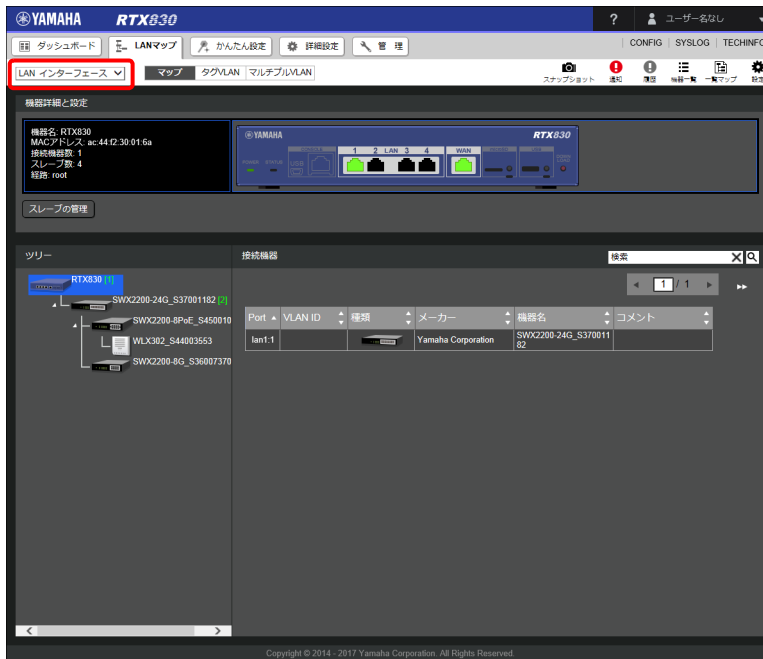 YAMAHA RTX830 ? ユーザー名なし
ダッシュボード LANマップ かんたん設定 詳細設定 管 理 CONFIG SYSLOG TECHINFO
LAN インターフェース マップ タグVLAN マルチプルVLAN スナップショット 通知 履歴 機器一覧 一覧マップ 設定
機器詳細と設定
機器名: RTX830
MACアドレス: ac:44:f2:30:01:6a
接続機器数: 1
スレーブ数: 4
経路: root
YAMAHA RTX830
1 2 LAN 3 4 WAN
POWER STATUS USB
スレーブの管理
ツリー 接続機器 検索
RTX830 [1]
SWX2200-24G_S37001182 [2]
SWX2200-8PoE_S450010
WLX302_S44003553
SWX2200-8G_S36007370
1 / 1
Port VLAN ID 種類 メーカー 機器名 コメント
lan1:1 Yamaha Corporation SWX2200-24G_S370011
82
Copyright © 2014 - 2017 Yamaha Corporation. All Rights Reserved.